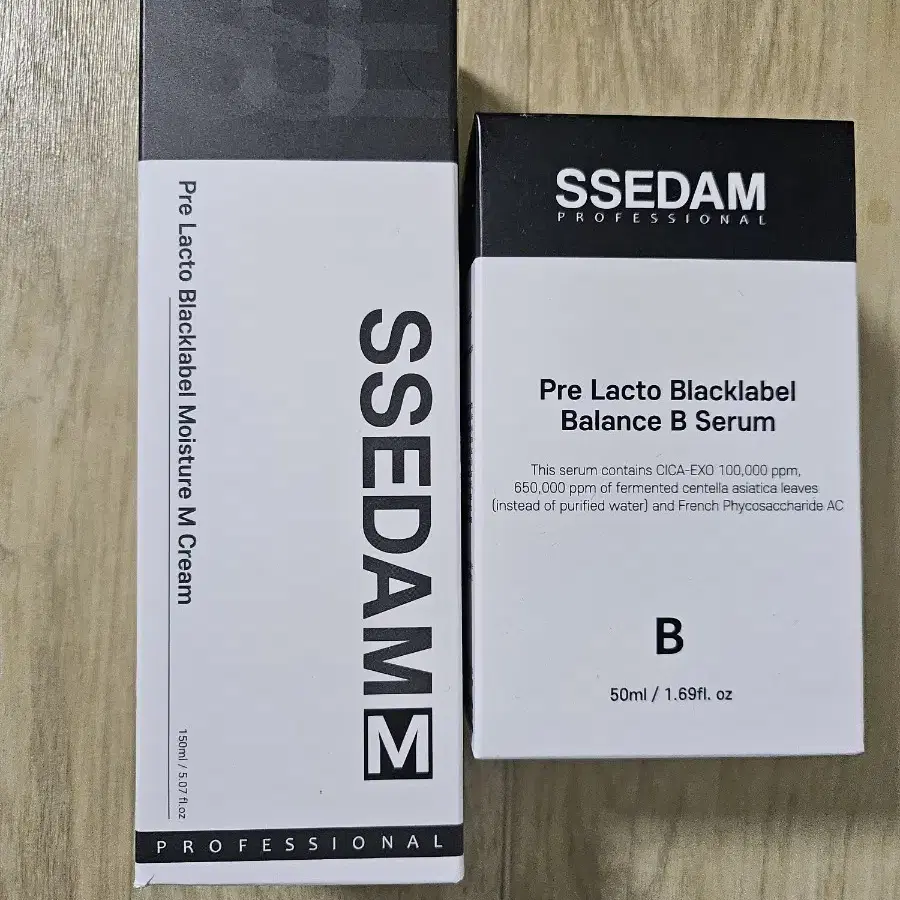 Pre Lacto Blacklabel Moisture M Cream
150ml / 5.07 fl.oz
SSEDAM M
PROFESSIONAL
SSEDAM
PROFESSIONAL
Pre Lacto Blacklabel
Balance B Serum
This serum contains CICA-EXO 100,000 ppm,
650,000 ppm of fermented centella asiatica leaves
(instead of purified water) and French Phycosaccharide AC
B
50ml / 1.69fl. oz